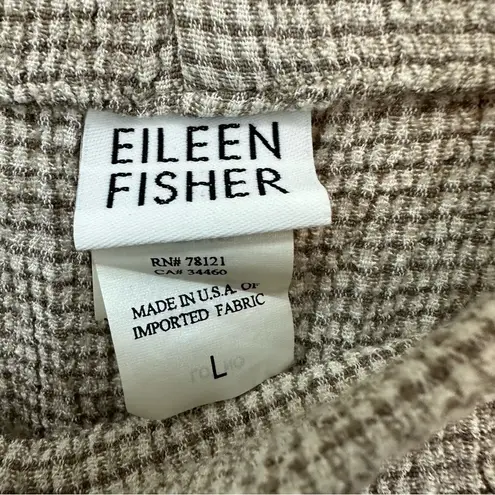 EILEEN
FISHER
RN# 78121
CA# 34460
MADE IN U.S.A. OF
IMPORTED FABRIC
L